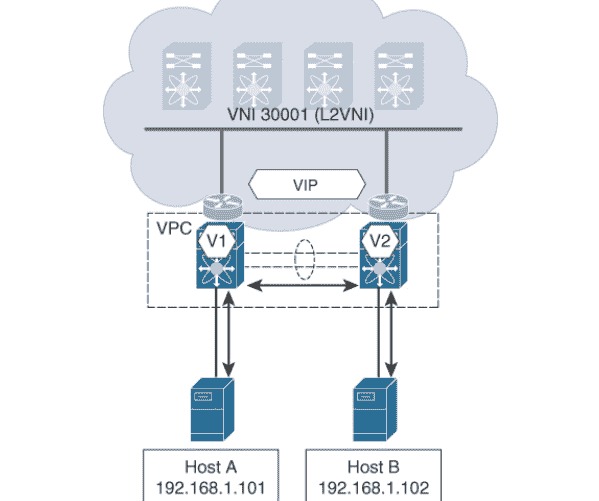 VNI 30001 (L2VNI)
VIP
VPC
V1
V2
Host A
192.168.1.101
Host B
192.168.1.102